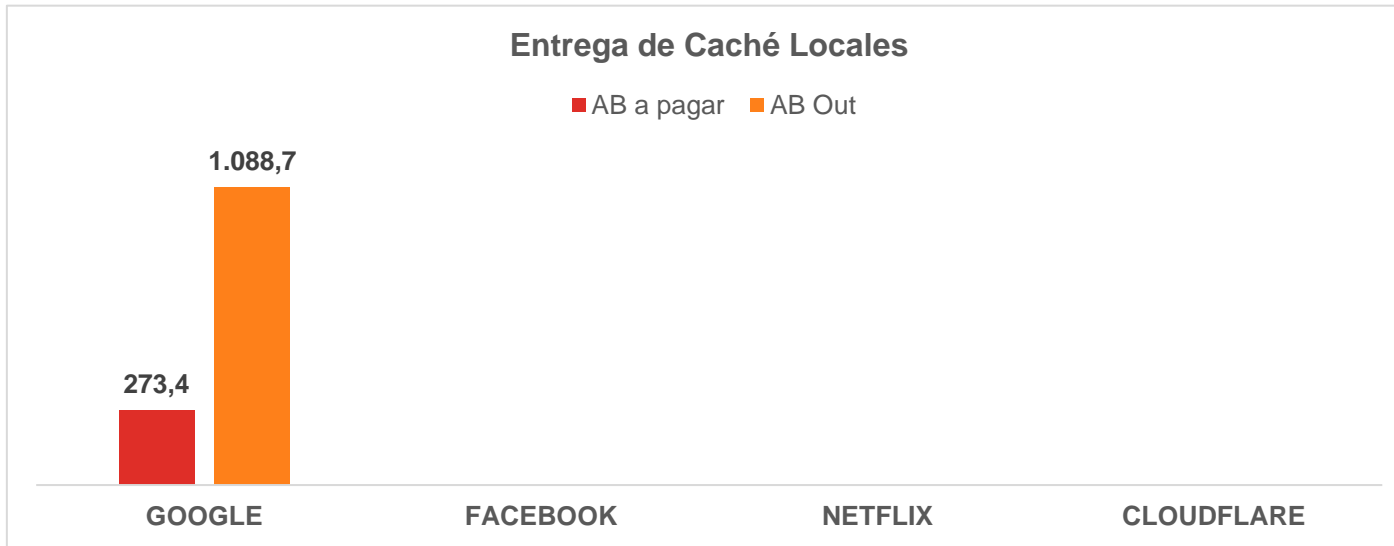 Entrega de Caché Locales
AB a pagar AB Out
1.088,7
273,4
GOOGLE FACEBOOK NETFLIX CLOUDFLARE